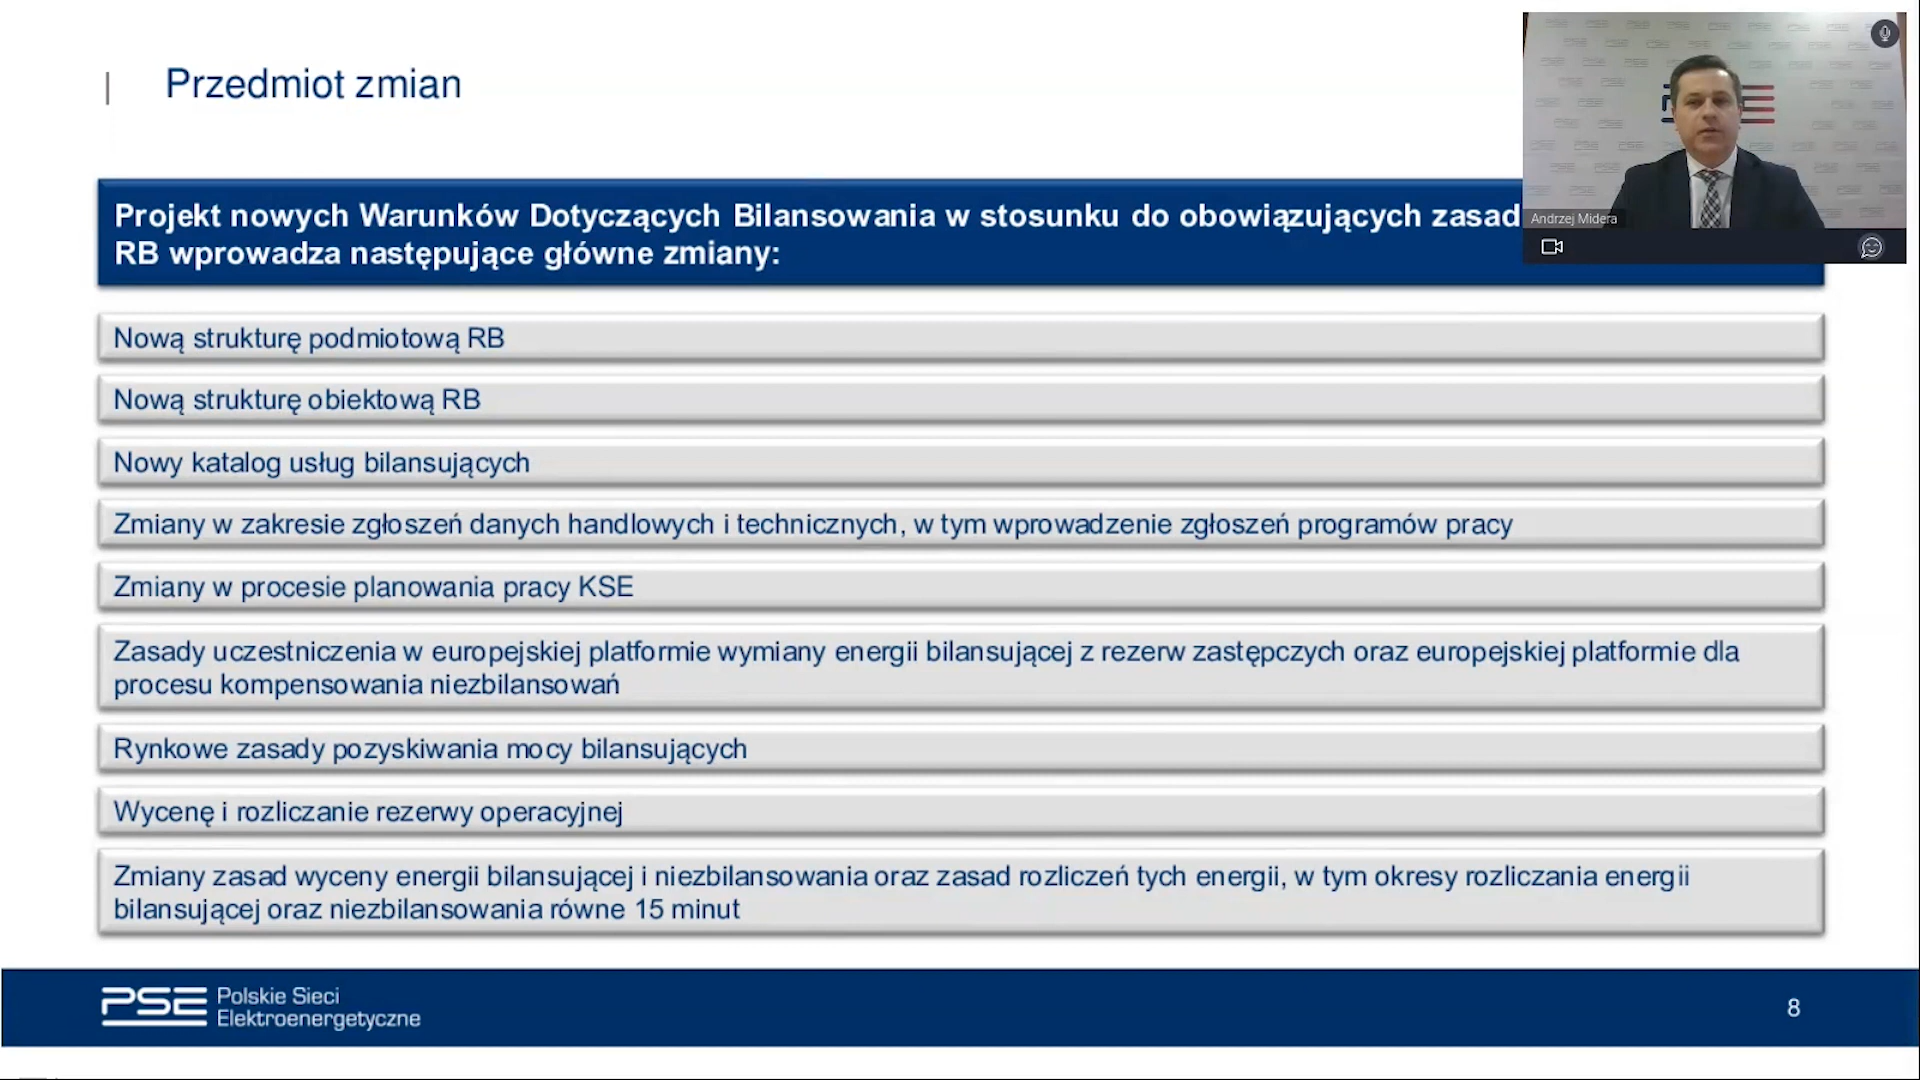 Przedmiot zmian
Projekt nowych Warunków Dotyczących Bilansowania w stosunku do obowiązujących zasad
RB wprowadza następujące główne zmiany:
Andrzej Midera
Nową strukturę podmiotową RB
Nową strukturę obiektową RB
Nowy katalog usług bilansujących
Zmiany w zakresie zgłoszeń danych handlowych i technicznych, w tym wprowadzenie zgłoszeń programów pracy
Zmiany w procesie planowania pracy KSE
Zasady uczestniczenia w europejskiej platformie wymiany energii bilansującej z rezerw zastępczych oraz europejskiej platformie dla
procesu kompensowania niezbilansowań
Rynkowe zasady pozyskiwania mocy bilansujących
Wycenę i rozliczanie rezerwy operacyjnej
Zmiany zasad wyceny energii bilansującej i niezbilansowania oraz zasad rozliczeń tych energii, w tym okresy rozliczania energii
bilansującej oraz niezbilansowania równe 15 minut
PSE
Polskie Sieci
Elektroenergetyczne
8